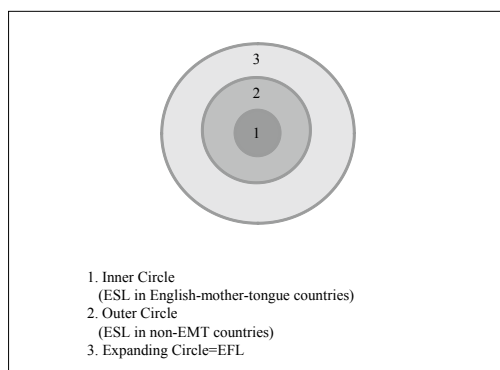 3
2
1
1. Inner Circle
(ESL in English-mother-tongue countries)
2. Outer Circle
(ESL in non-EMT countries)
3. Expanding Circle=EFL